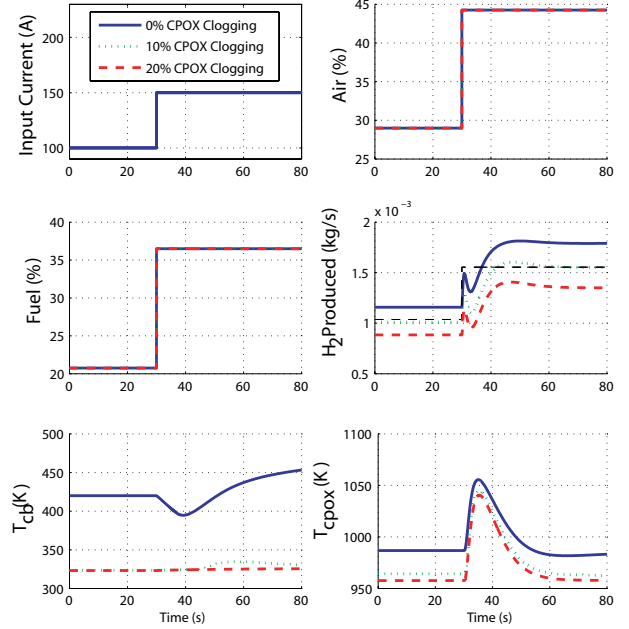 Input Current (A)
200
150
100
0% CPOX Clogging
10% CPOX Clogging
20% CPOX Clogging
0 20 40 60 80
Air (%)
45
40
35
30
25
0 20 40 60 80
Fuel (%)
40
35
30
25
20
0 20 40 60 80
x 10⁻³
H₂Produced (kg/s)
2
1.5
1
0.5
0 20 40 60 80
T_cb(K)
500
450
400
350
300
0 20 40 60 80
Time (s)
T_cpox(K)
1100
1050
1000
950
0 20 40 60 80
Time (s)